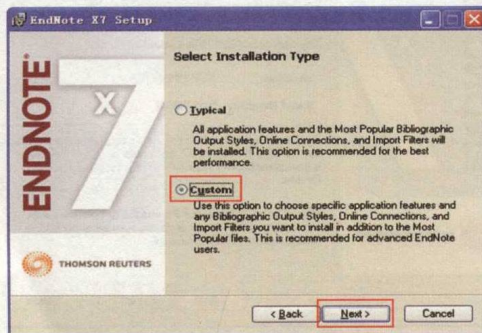 EndNote X7 Setup
ENDNOTE
X7
THOMSON REUTERS
Select Installation Type
Typical
All application features and the Most Popular Bibliographic
Output Styles, Online Connections, and Import Filters will
be installed. This option is recommended for the best
performance.
Custom
Use this option to choose specific application features and
any Bibliographic Output Styles, Online Connections, and
Import Filters you want to install in addition to the Most
Popular files. This is recommended for advanced EndNote
users.
< Back
Next >
Cancel